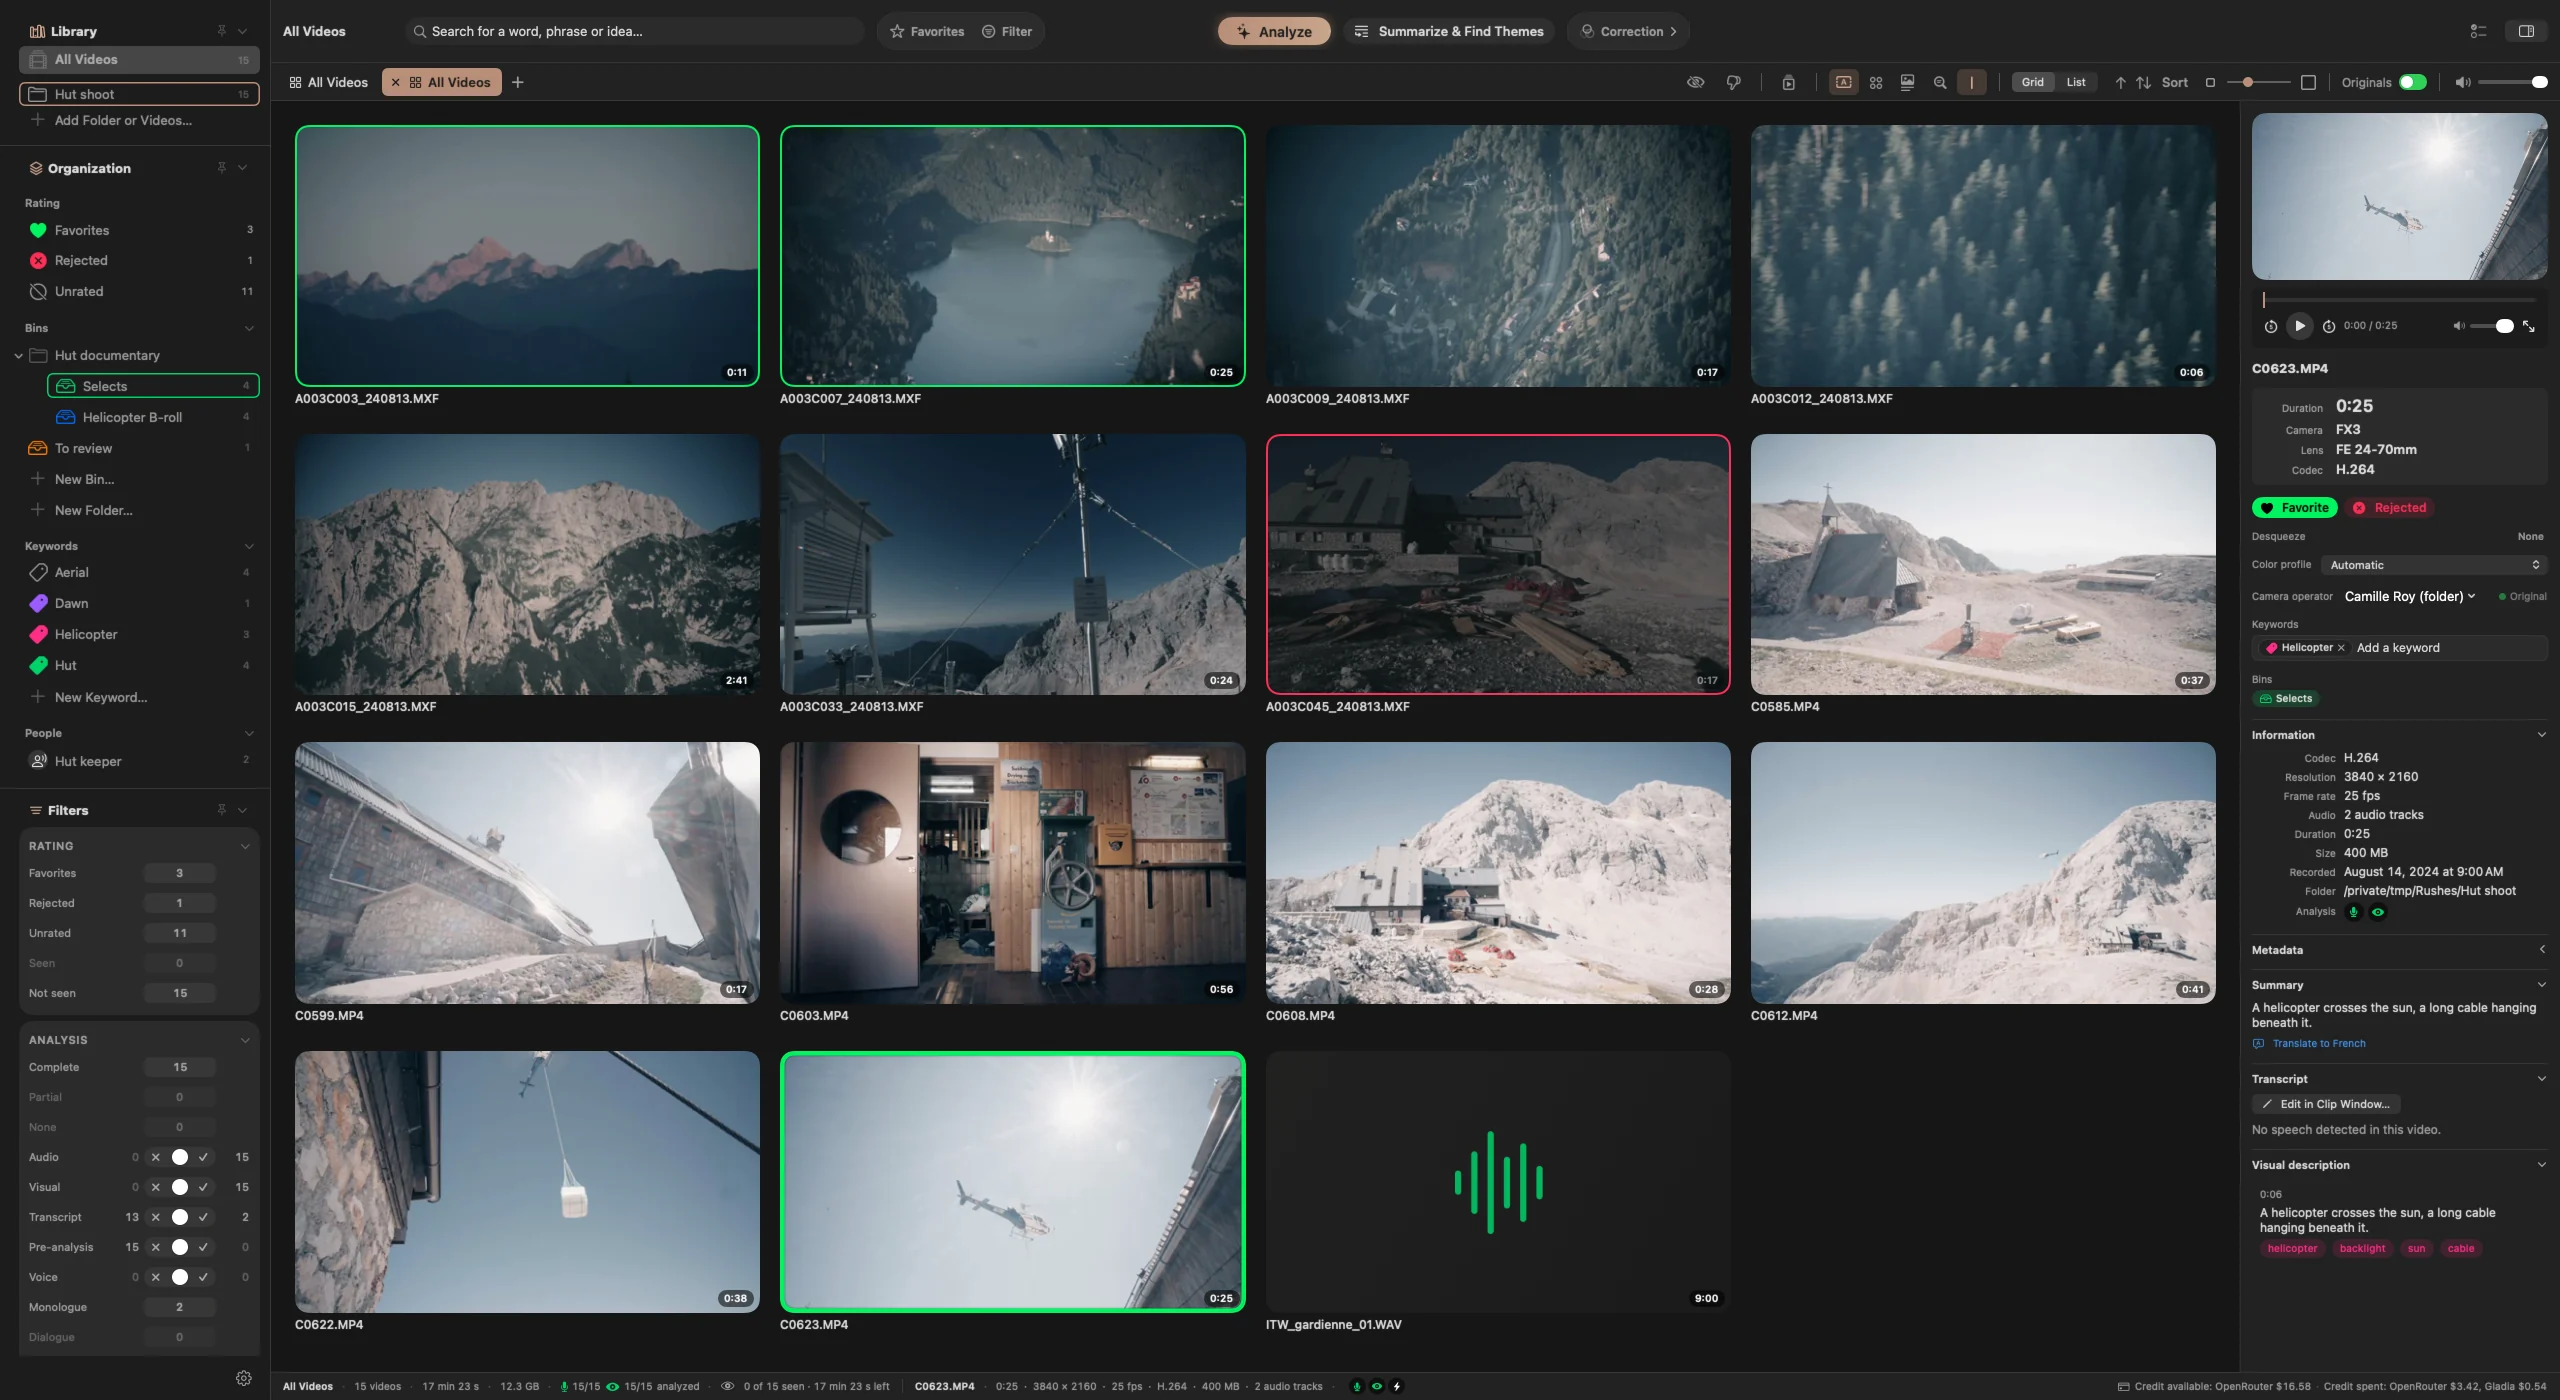 Library
All Videos 15
Hut shoot 15
Add Folder or Videos...
Organization
Rating
Favorites 3
Rejected 1
Unrated 11
Bins
Hut documentary
Selects 4
Helicopter B-roll 4
To review 1
New Bin...
New Folder...
Keywords
Aerial 4
Dawn 1
Helicopter 3
Hut 4
New Keyword...
People
Hut keeper 2
Filters
RATING
Favorites 3
Rejected 1
Unrated 11
Seen 0
Not seen 15
ANALYSIS
Complete 15
Partial 0
None 0
Audio 0 15
Visual 0 15
Transcript 13 2
Pre-analysis 15 0
Voice 0 0
Monologue 2
Dialogue 0
All Videos
Search for a word, phrase or idea...
Favorites Filter
Analyze
Summarize & Find Themes
Correction
All Videos
All Videos
Grid List
Sort
Originals
0:11
A003C003_240813.MXF
0:25
A003C007_240813.MXF
0:17
A003C009_240813.MXF
0:06
A003C012_240813.MXF
2:41
A003C015_240813.MXF
0:24
A003C033_240813.MXF
0:17
A003C045_240813.MXF
0:37
C0585.MP4
0:17
C0599.MP4
0:56
C0603.MP4
0:28
C0608.MP4
0:41
C0612.MP4
0:38
C0622.MP4
0:25
C0623.MP4
9:00
ITW_gardienne_01.WAV
0:00 / 0:25
C0623.MP4
Duration 0:25
Camera FX3
Lens FE 24-70mm
Codec H.264
Favorite Rejected
Desqueeze None
Color profile Automatic
Camera operator Camille Roy (folder) Original
Keywords
Helicopter Add a keyword
Bins
Selects
Information
Codec H.264
Resolution 3840 × 2160
Frame rate 25 fps
Audio 2 audio tracks
Duration 0:25
Size 400 MB
Recorded August 14, 2024 at 9:00 AM
Folder /private/tmp/Rushes/Hut shoot
Analysis
Metadata
Summary
A helicopter crosses the sun, a long cable hanging
beneath it.
Translate to French
Transcript
Edit in Clip Window...
No speech detected in this video.
Visual description
0:06
A helicopter crosses the sun, a long cable
hanging beneath it.
helicopter backlight sun cable
All Videos · 15 videos · 17 min 23 s · 12.3 GB · 15/15 15/15 analyzed · 0 of 15 seen · 17 min 23 s left
C0623.MP4 · 0:25 · 3840 × 2160 · 25 fps · H.264 · 400 MB · 2 audio tracks ·
Credit available: OpenRouter $16.58 · Credit spent: OpenRouter $3.42, Gladia $0.54